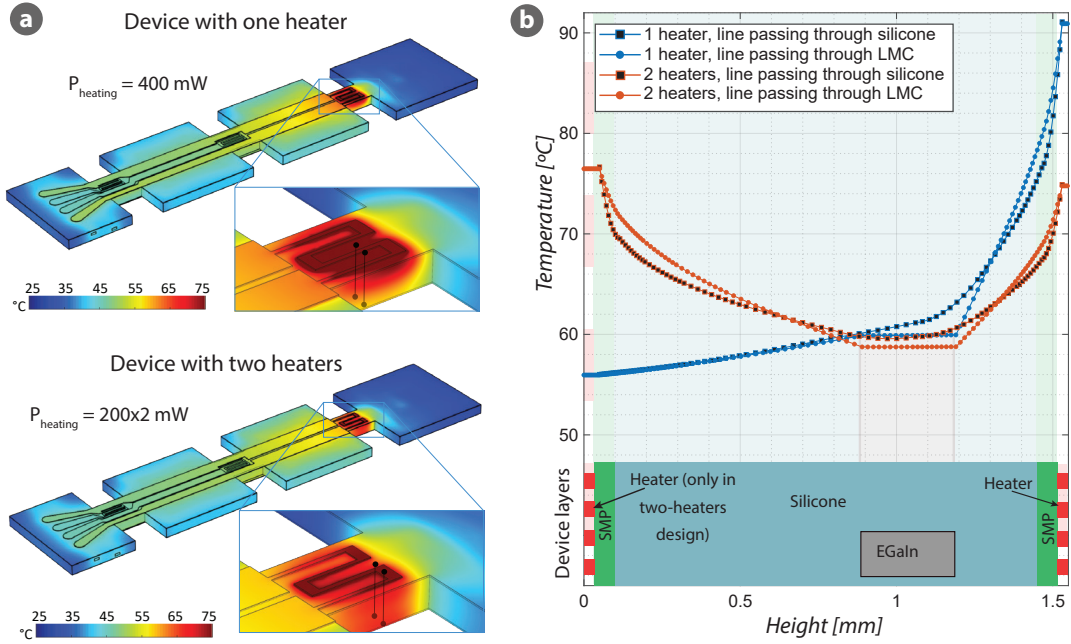 a
Device with one heater
P heating = 400 mW
25 35 45 55 65 75
°C
Device with two heaters
P heating = 200x2 mW
25 35 45 55 65 75
°C
b
1 heater, line passing through silicone
1 heater, line passing through LMC
2 heaters, line passing through silicone
2 heaters, line passing through LMC
Temperature [°C]
90
80
70
60
50
Device layers
SMP
Heater (only in
two-heaters
design)
Silicone
EGaIn
Heater
SMP
0 0.5 1 1.5
Height [mm]